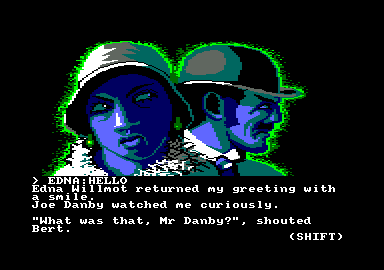 > EDNA:HELLO
Edna Willmot returned my greeting with
a smile.
Joe Danby watched me curiously.
"What was that, Mr Danby?", shouted
Bert.
(SHIFT)